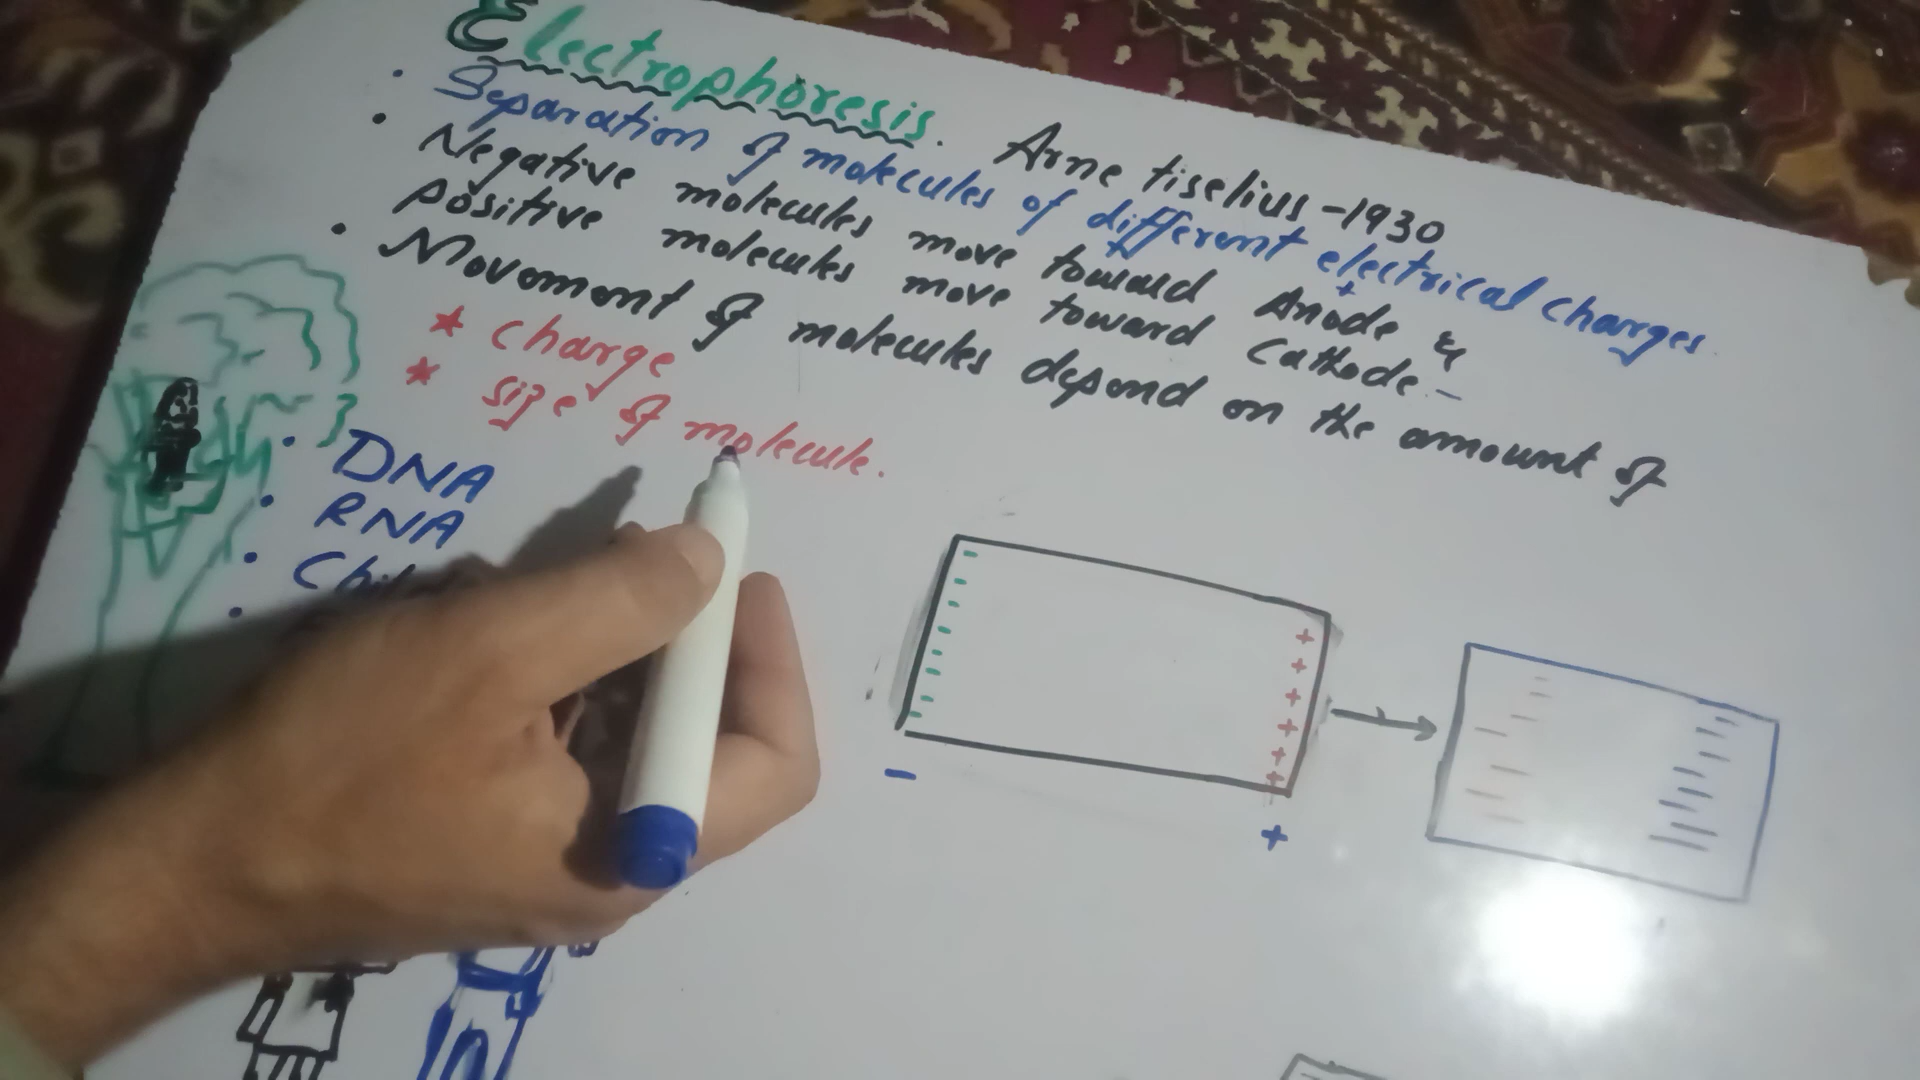 Electrophoresis. Arne tiselius -1930
• Separation of molecules of different electrical charges.
• Negative molecules move toward Anode &
positive molecules move toward Cathode -
• Movement of molecules depend on the amount of
* Charge
* size of molecule.
• DNA
• RNA
- - - - - - - -
+ + + + + +
- +